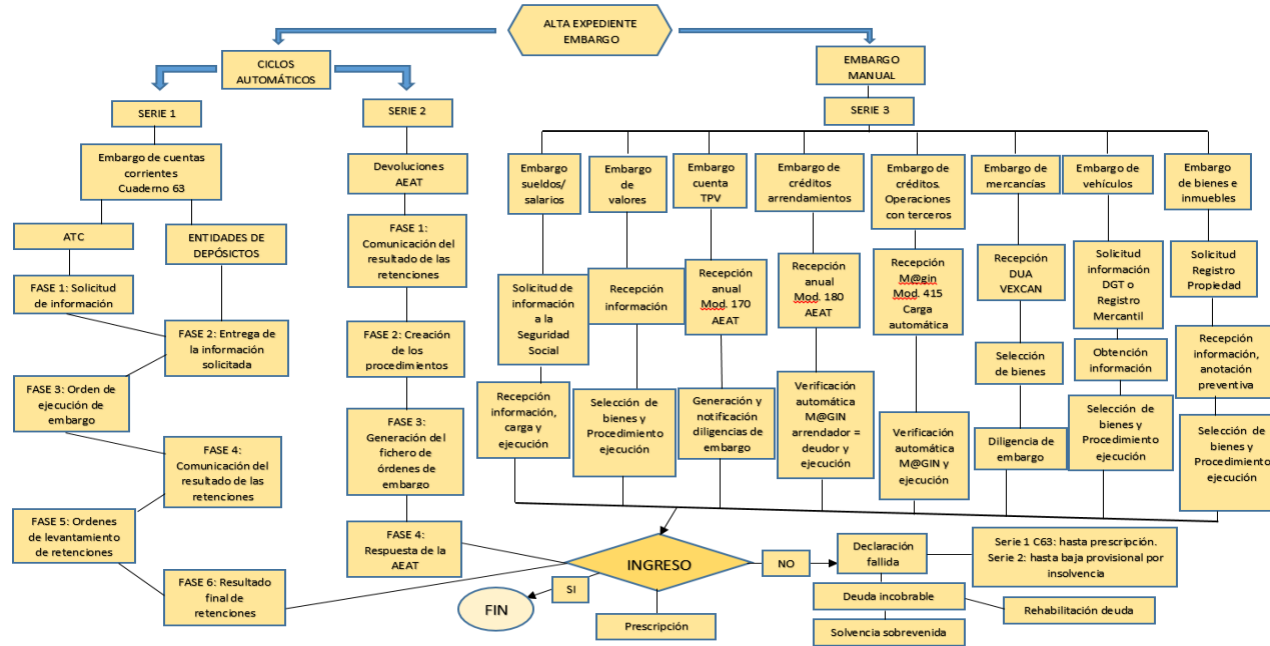 ALTA EXPEDIENTE
EMBARGO
CICLOS
AUTOMÁTICOS
EMBARGO
MANUAL
SERIE 1
SERIE 2
SERIE 3
Embargo de cuentas
corrientes
Cuaderno 63
ATC
ENTIDADES DE
DEPÓSICTOS
FASE 1: Solicitud
de información
FASE 2: Entrega de
la información
solicitada
FASE 3: Orden de
ejecución de
embargo
FASE 4:
Comunicación del
resultado de las
retenciones
FASE 5: Ordenes
de levantamiento
de retenciones
FASE 6: Resultado
final de
retenciones
Devoluciones
AEAT
FASE 1:
Comunicación del
resultado de las
retenciones
FASE 2: Creación
de los
procedimientos
FASE 3:
Generación del
fichero de
órdenes de
embargo
FASE 4:
Respuesta de la
AEAT
Embargo
sueldos/
salarios
Solicitud de
información
a la
Seguridad
Social
Recepción
información,
carga y
ejecución
Embargo
de
valores
Recepción
información
Selección de
bienes y
Procedimiento
ejecución
Embargo
cuenta
TPV
Recepción
anual
Mod. 170
AEAT
Generación y
notificación
diligencias de
embargo
Embargo
de créditos
arrendamientos
Recepción
anual
Mod. 180
AEAT
Verificación
automática
M@GIN
arrendador =
deudor y
ejecución
Embargo de
créditos.
Operaciones
con terceros
Recepción
M@gin
Mod. 415
Carga
automática
Verificación
automática
M@GIN y
ejecución
Embargo de
mercancías
Recepción
DUA
VEXCAN
Selección
de bienes
Diligencia de
embargo
Embargo de
vehículos
Solicitud
información
DGT o
Registro
Mercantil
Obtención
información
Selección de
bienes y
Procedimiento
ejecución
Embargo
de bienes e
inmuebles
Solicitud
Registro
Propiedad
Recepción
información,
anotación
preventiva
Selección de
bienes y
Procedimiento
ejecución
INGRESO
SI
FIN
Prescripción
NO
Declaración
fallida
Serie 1 C63: hasta prescripción.
Serie 2: hasta baja provisional por
insolvencia
Deuda incobrable
Rehabilitación deuda
Solvencia sobrevenida